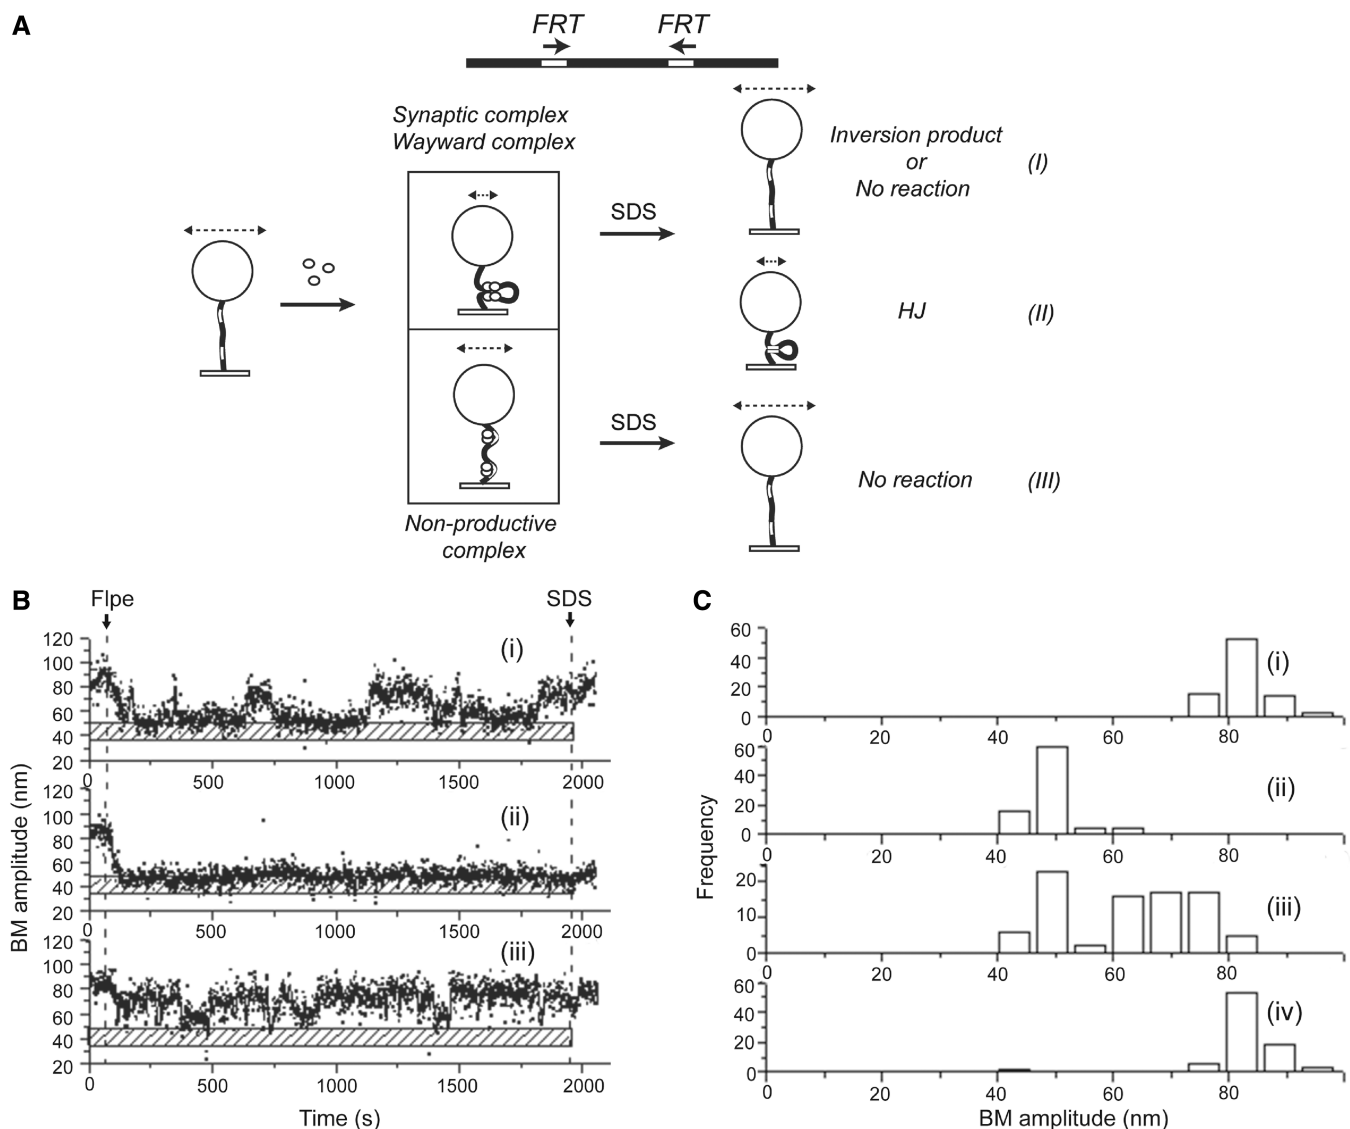 A
FRT FRT
Synaptic complex
Wayward complex
SDS
Inversion product
or
No reaction
(I)
HJ
(II)
SDS
No reaction
(III)
Non-productive
complex
B
Flpe
SDS
BM amplitude (nm)
120
100
80
60
40
20
(i)
0 500 1000 1500 2000
120
100
80
60
40
20
(ii)
0 500 1000 1500 2000
120
100
80
60
40
20
(iii)
0 500 1000 1500 2000
Time (s)
C
Frequency
60
40
20
0
(i)
0 20 40 60 80
60
40
20
0
(ii)
0 20 40 60 80
20
10
0
(iii)
0 20 40 60 80
60
40
20
0
(iv)
0 20 40 60 80
BM amplitude (nm)